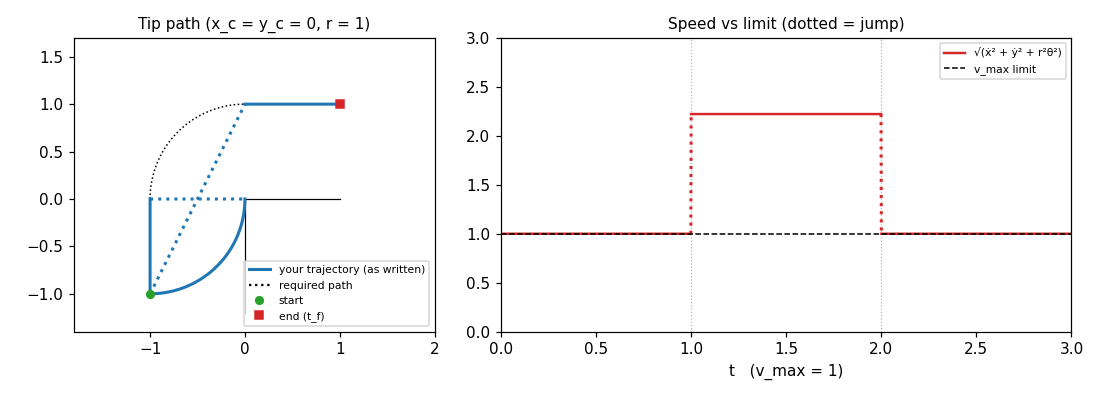 Tip path (x_c = y_c = 0, r = 1)
1.5
1.0
0.5
0.0
−0.5
−1.0
−1
0
1
2
your trajectory (as written)
required path
start
end (t_f)
Speed vs limit (dotted = jump)
3.0
2.5
2.0
1.5
1.0
0.5
0.0
0.0
0.5
1.0
1.5
2.0
2.5
3.0
t (v_max = 1)
√(ẋ² + ẏ² + r²θ̇²)
v_max limit